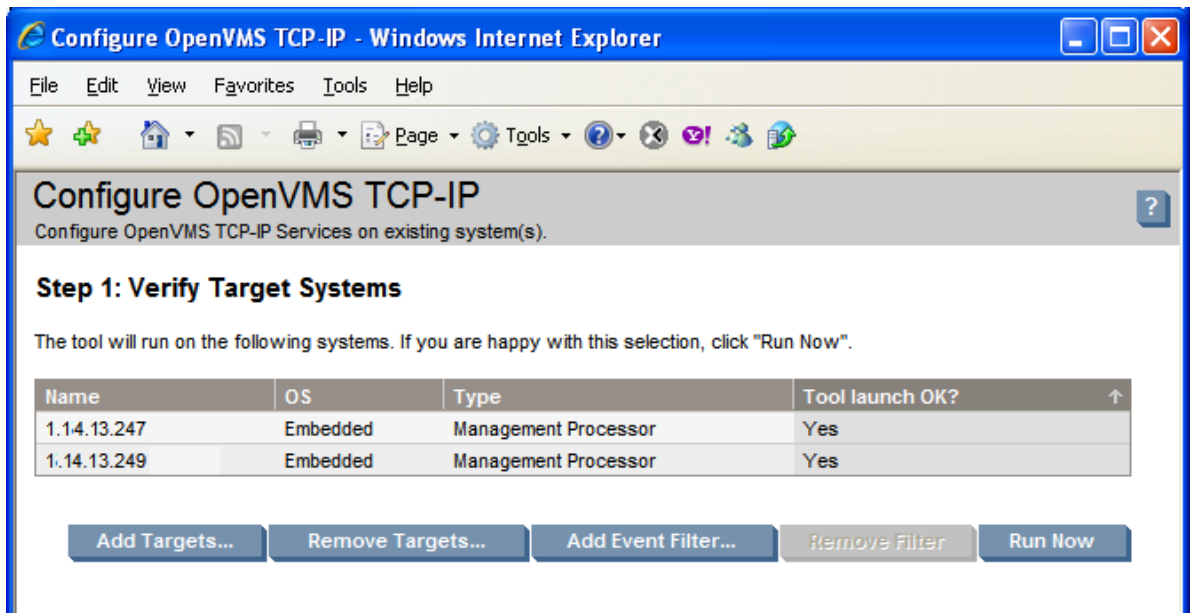 Configure OpenVMS TCP-IP - Windows Internet Explorer
File Edit View Favorites Tools Help
Page Tools
Configure OpenVMS TCP-IP
?
Configure OpenVMS TCP-IP Services on existing system(s).
Step 1: Verify Target Systems
The tool will run on the following systems. If you are happy with this selection, click "Run Now".
Name OS Type Tool launch OK?
1.14.13.247 Embedded Management Processor Yes
1.14.13.249 Embedded Management Processor Yes
Add Targets... Remove Targets... Add Event Filter... Remove Filter Run Now